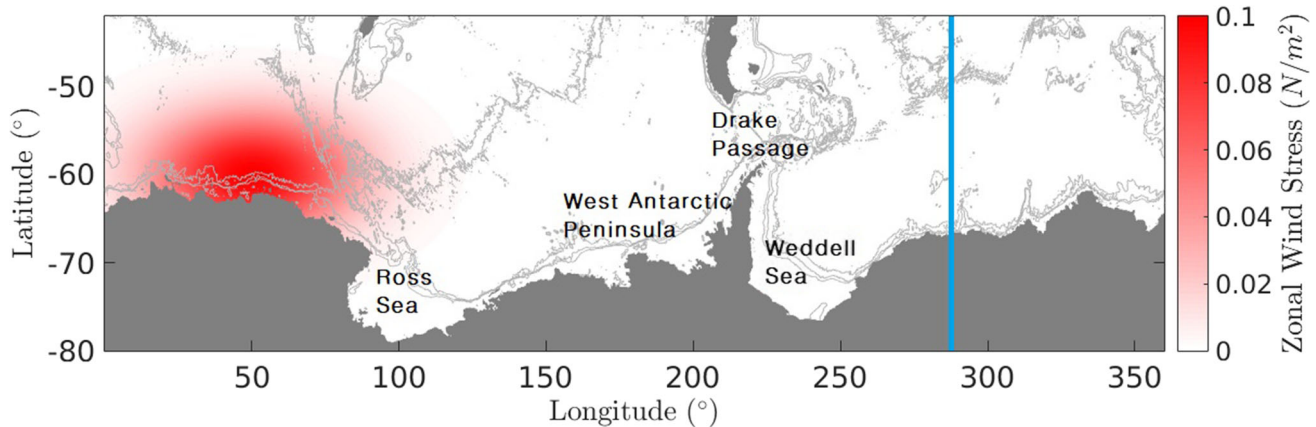 -50
-60
-70
-80
Latitude (°)
Drake
Passage
West Antarctic
Peninsula
Weddell
Sea
Ross
Sea
50
100
150
200
250
300
350
Longitude (°)
0.1
0.08
0.06
0.04
0.02
0
Zonal Wind Stress (N/m²)